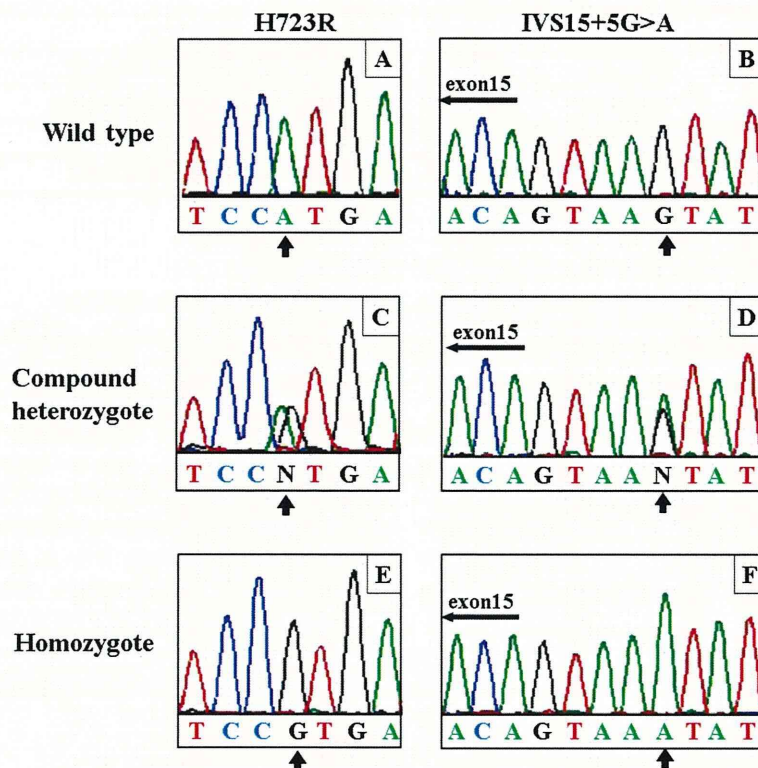 H723R IVS15+5G>A
Wild type
A
T C C A T G A
exon15
B
A C A G T A A G T A T
Compound
heterozygote
C
T C C N T G A
exon15
D
A C A G T A A N T A T
Homozygote
E
T C C G T G A
exon15
F
A C A G T A A A T A T